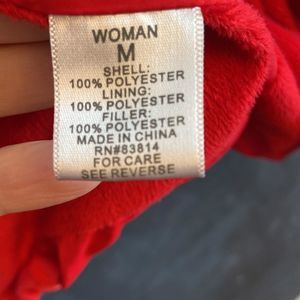 WOMAN
M
SHELL:
100% POLYESTER
LINING:
100% POLYESTER
FILLER:
100% POLYESTER
MADE IN CHINA
RN#83814
FOR CARE
SEE REVERSE